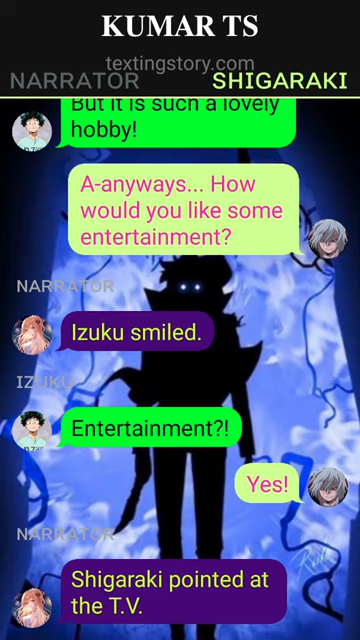 KUMAR TS
textingstory.com
NARRATOR
SHIGARAKI
But it is such a lovely
hobby!
A-anyways... How
would you like some
entertainment?
NARRATOR
Izuku smiled.
IZUKU
Entertainment?!
Yes!
NARRATOR
Shigaraki pointed at
the T.V.